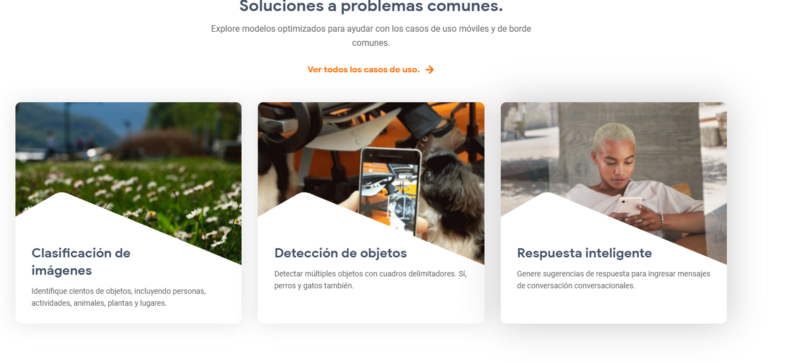 Soluciones a problemas comunes.
Explore modelos optimizados para ayudar con los casos de uso móviles y de borde
comunes.
Ver todos los casos de uso.
Clasificación de
imágenes
Identifique cientos de objetos, incluyendo personas,
actividades, animales, plantas y lugares.
Detección de objetos
Detectar múltiples objetos con cuadros delimitadores. Sí,
perros y gatos también.
Respuesta inteligente
Genere sugerencias de respuesta para ingresar mensajes
de conversación conversacionales.